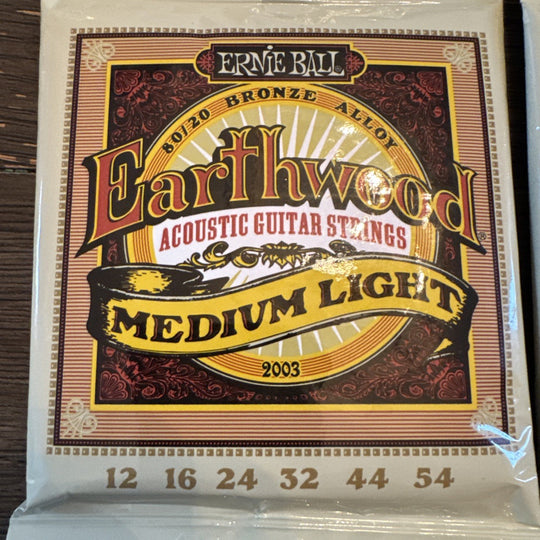 ERNIE BALL
80/20 BRONZE ALLOY
Earthwood
ACOUSTIC GUITAR STRINGS
MEDIUM LIGHT
2003
12 16 24 32 44 54